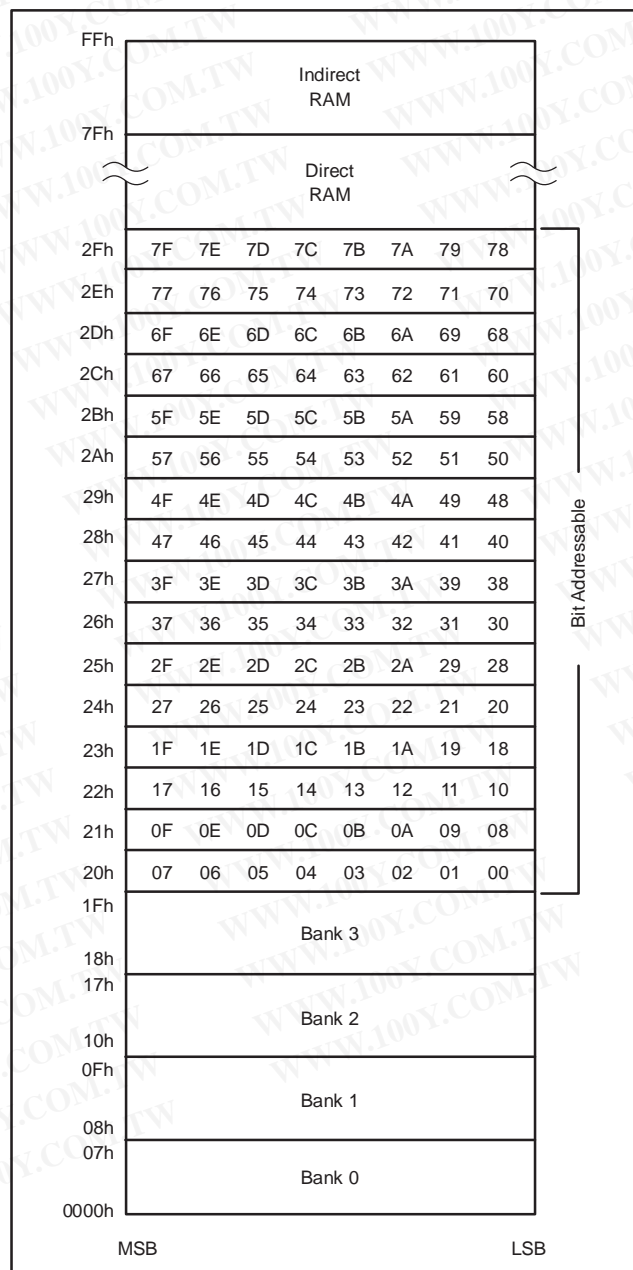 FFh
Indirect
RAM
7Fh
Direct
RAM
2Fh 7F 7E 7D 7C 7B 7A 79 78
2Eh 77 76 75 74 73 72 71 70
2Dh 6F 6E 6D 6C 6B 6A 69 68
2Ch 67 66 65 64 63 62 61 60
2Bh 5F 5E 5D 5C 5B 5A 59 58
2Ah 57 56 55 54 53 52 51 50
29h 4F 4E 4D 4C 4B 4A 49 48
28h 47 46 45 44 43 42 41 40
27h 3F 3E 3D 3C 3B 3A 39 38
26h 37 36 35 34 33 32 31 30
25h 2F 2E 2D 2C 2B 2A 29 28
24h 27 26 25 24 23 22 21 20
23h 1F 1E 1D 1C 1B 1A 19 18
22h 17 16 15 14 13 12 11 10
21h 0F 0E 0D 0C 0B 0A 09 08
20h 07 06 05 04 03 02 01 00
Bit Addressable
1Fh
Bank 3
18h
17h
Bank 2
10h
0Fh
Bank 1
08h
07h
Bank 0
0000h
MSB LSB
WWW.100Y.COM.TW